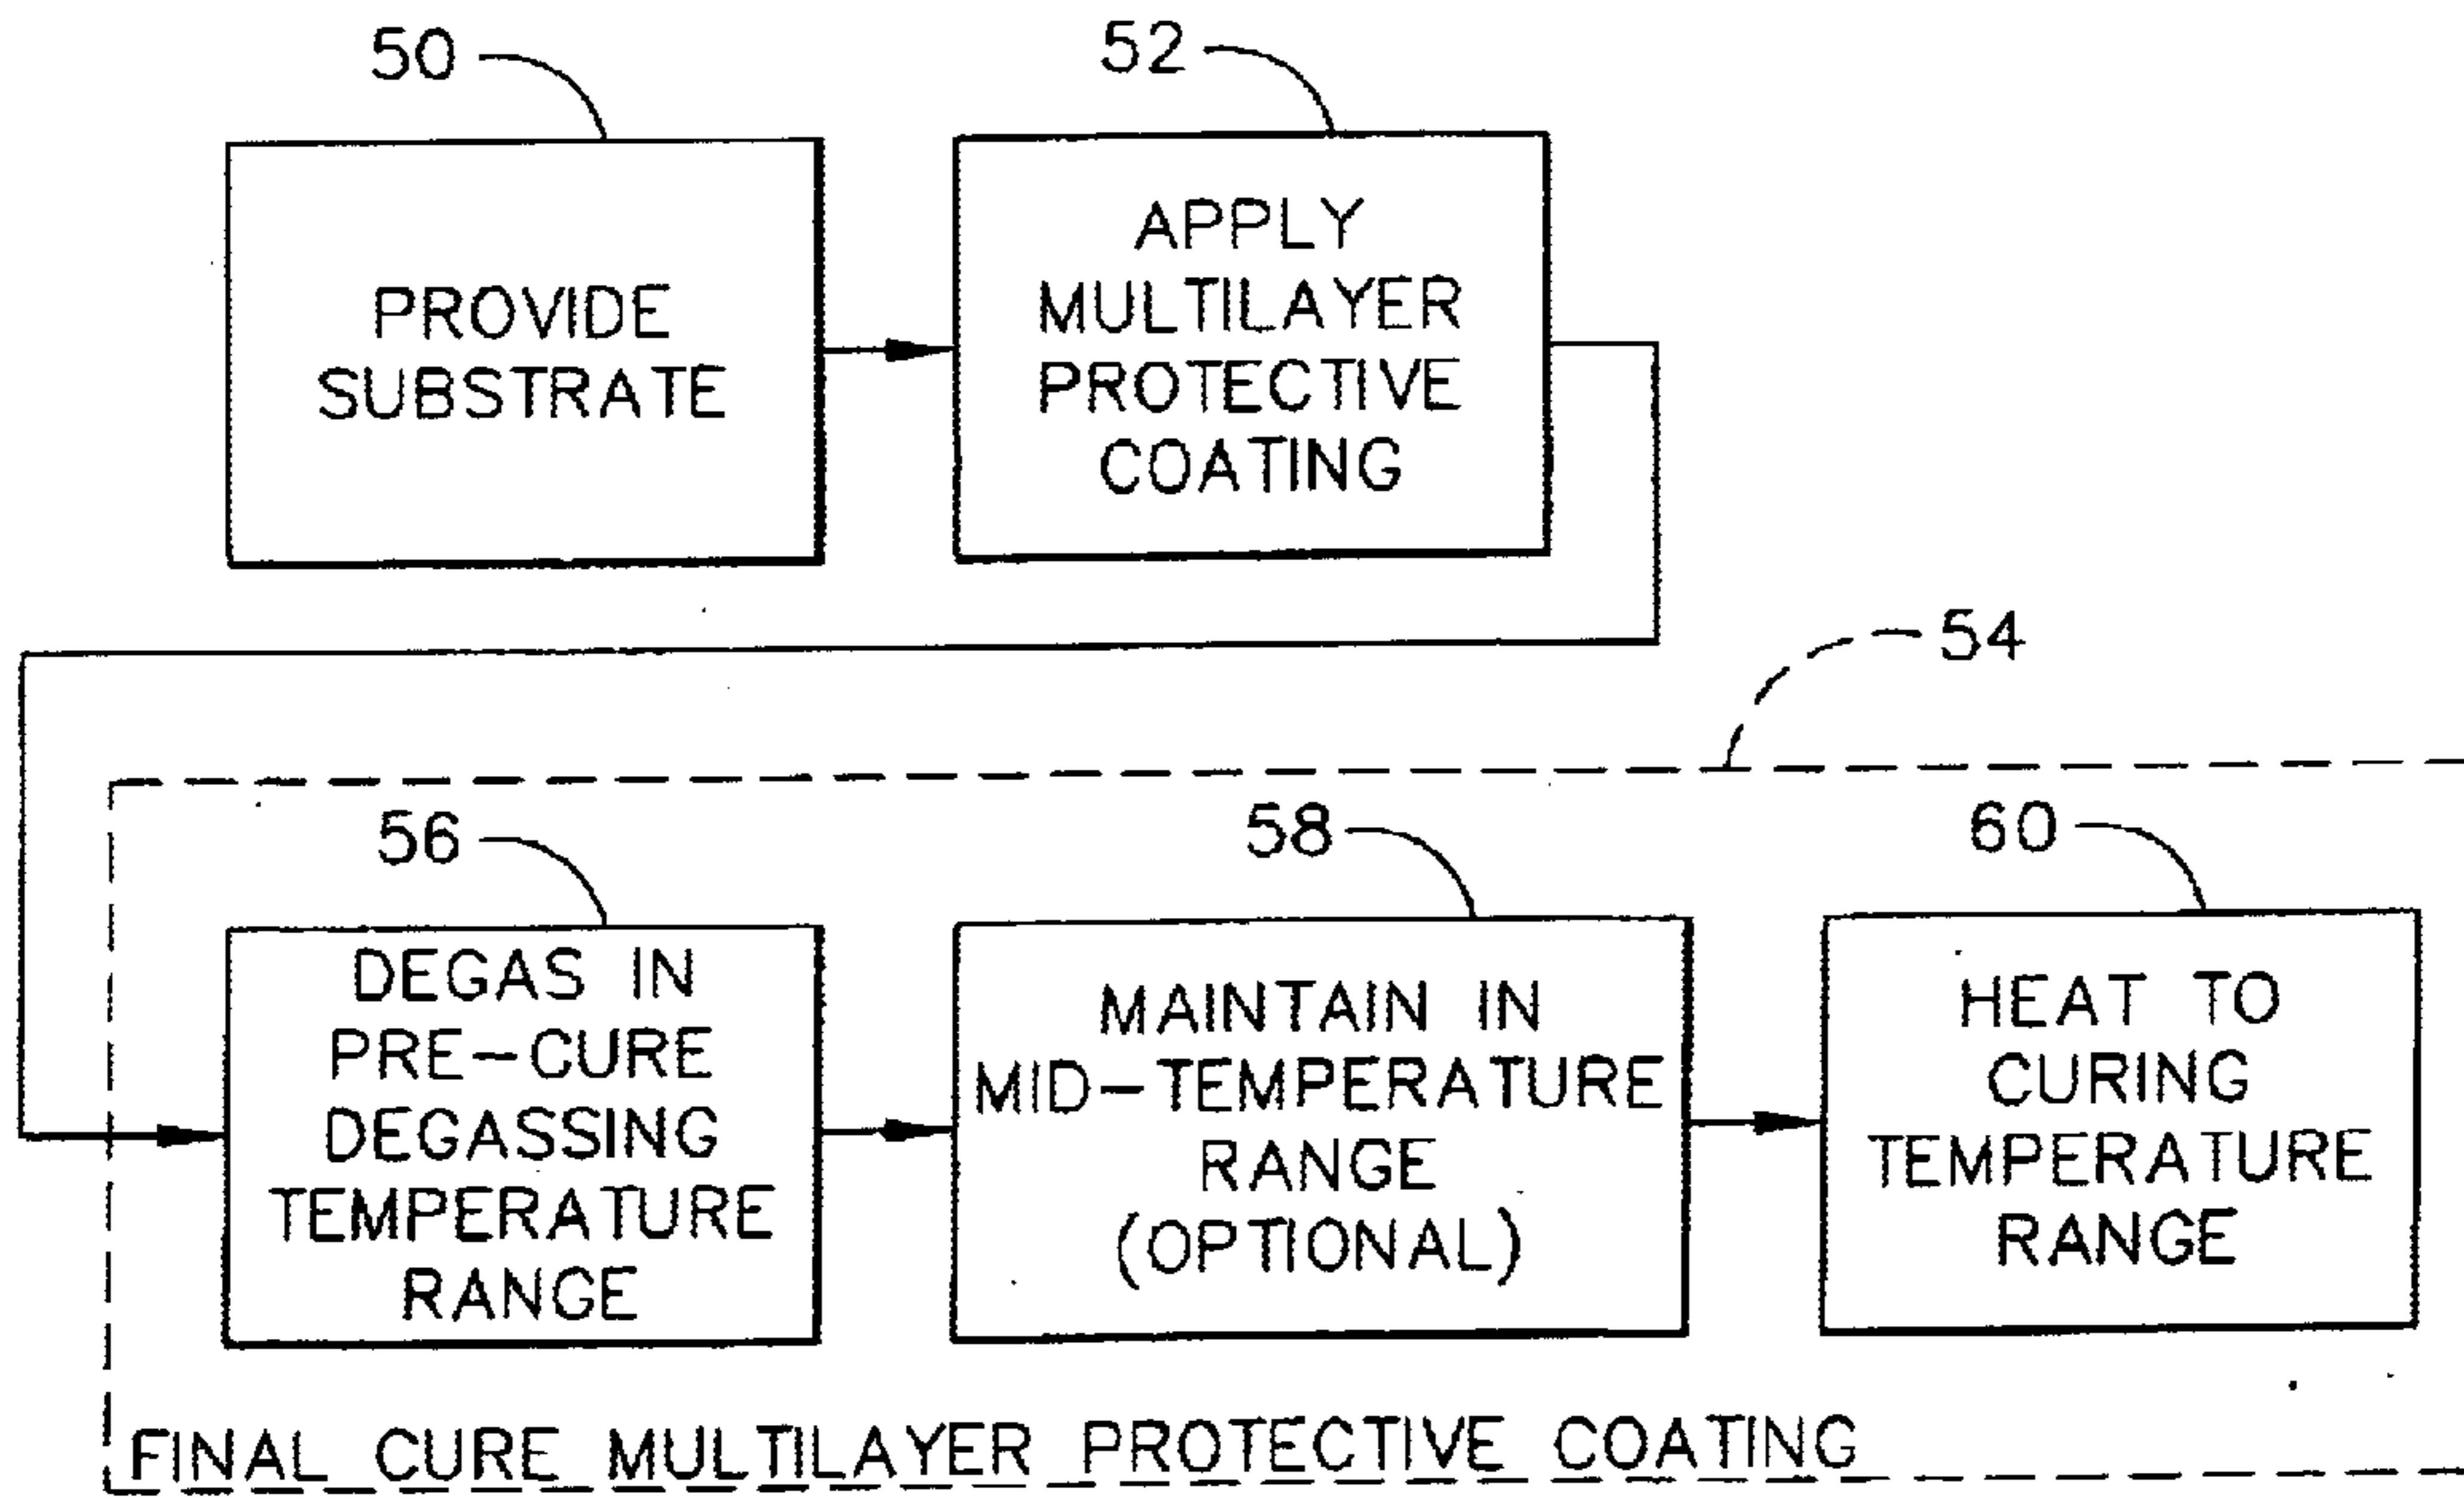 50
52
PROVIDE
SUBSTRATE
APPLY
MULTILAYER
PROTECTIVE
COATING
54
56
58
60
DEGAS IN
PRE-CURE
DEGASSING
TEMPERATURE
RANGE
MAINTAIN IN
MID-TEMPERATURE
RANGE
(OPTIONAL)
HEAT TO
CURING
TEMPERATURE
RANGE
FINAL CURE MULTILAYER PROTECTIVE COATING